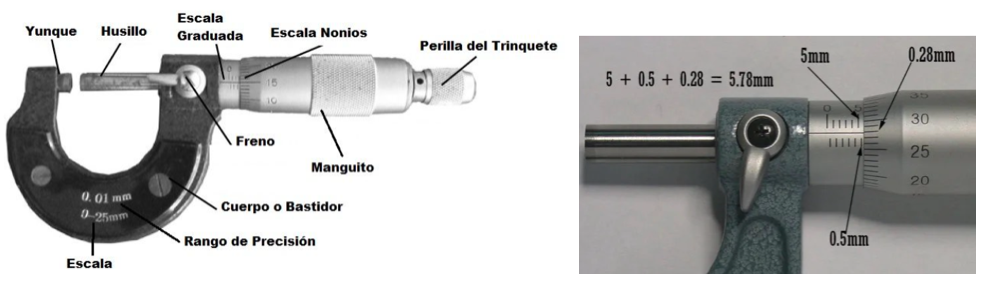 Yunque
Husillo
Escala
Graduada
Escala Nonios
Perilla del Trinquete
0
15
10
Freno
Manguito
0.01 mm
0-25mm
Cuerpo o Bastidor
Rango de Precisión
Escala
5mm
0.28mm
5 + 0.5 + 0.28 = 5.78mm
0
5
35
30
25
20
0.5mm